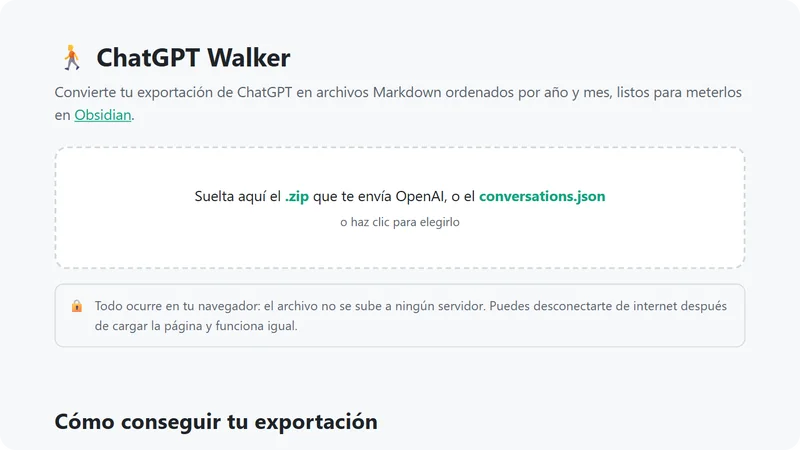 ChatGPT Walker
Convierte tu exportación de ChatGPT en archivos Markdown ordenados por año y mes, listos para meterlos
en Obsidian.
Suelta aquí el .zip que te envía OpenAI, o el conversations.json
o haz clic para elegirlo
Todo ocurre en tu navegador: el archivo no se sube a ningún servidor. Puedes desconectarte de internet después
de cargar la página y funciona igual.
Cómo conseguir tu exportación